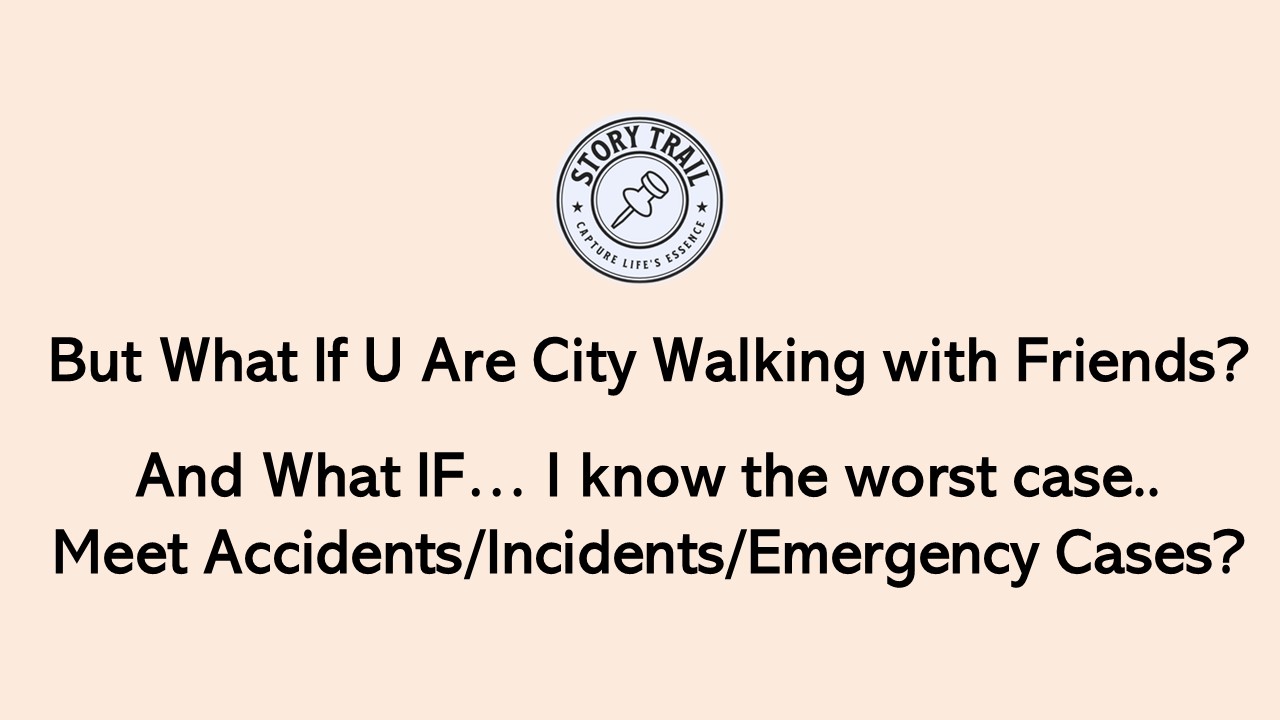 STORY TRAIL
CAPTURE LIFE'S ESSENCE
But What If U Are City Walking with Friends?
And What IF... I know the worst case..
Meet Accidents/Incidents/Emergency Cases?